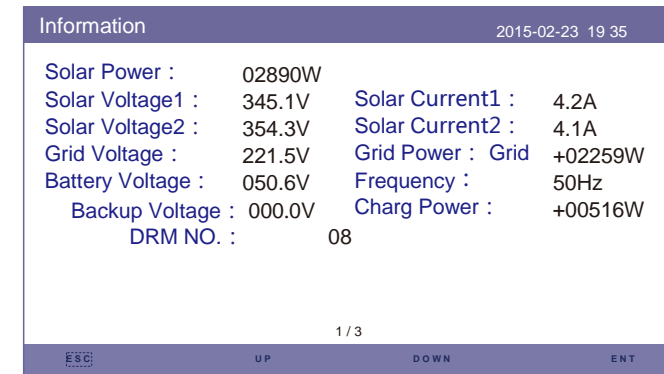 Information 2015-02-23 19 35
Solar Power： 02890W
Solar Voltage1： 345.1V Solar Current1： 4.2A
Solar Voltage2： 354.3V Solar Current2： 4.1A
Grid Voltage： 221.5V Grid Power： Grid +02259W
Battery Voltage： 050.6V Frequency： 50Hz
Backup Voltage： 000.0V Charg Power： +00516W
DRM NO.： 08
1 / 3
ESC UP DOWN ENT